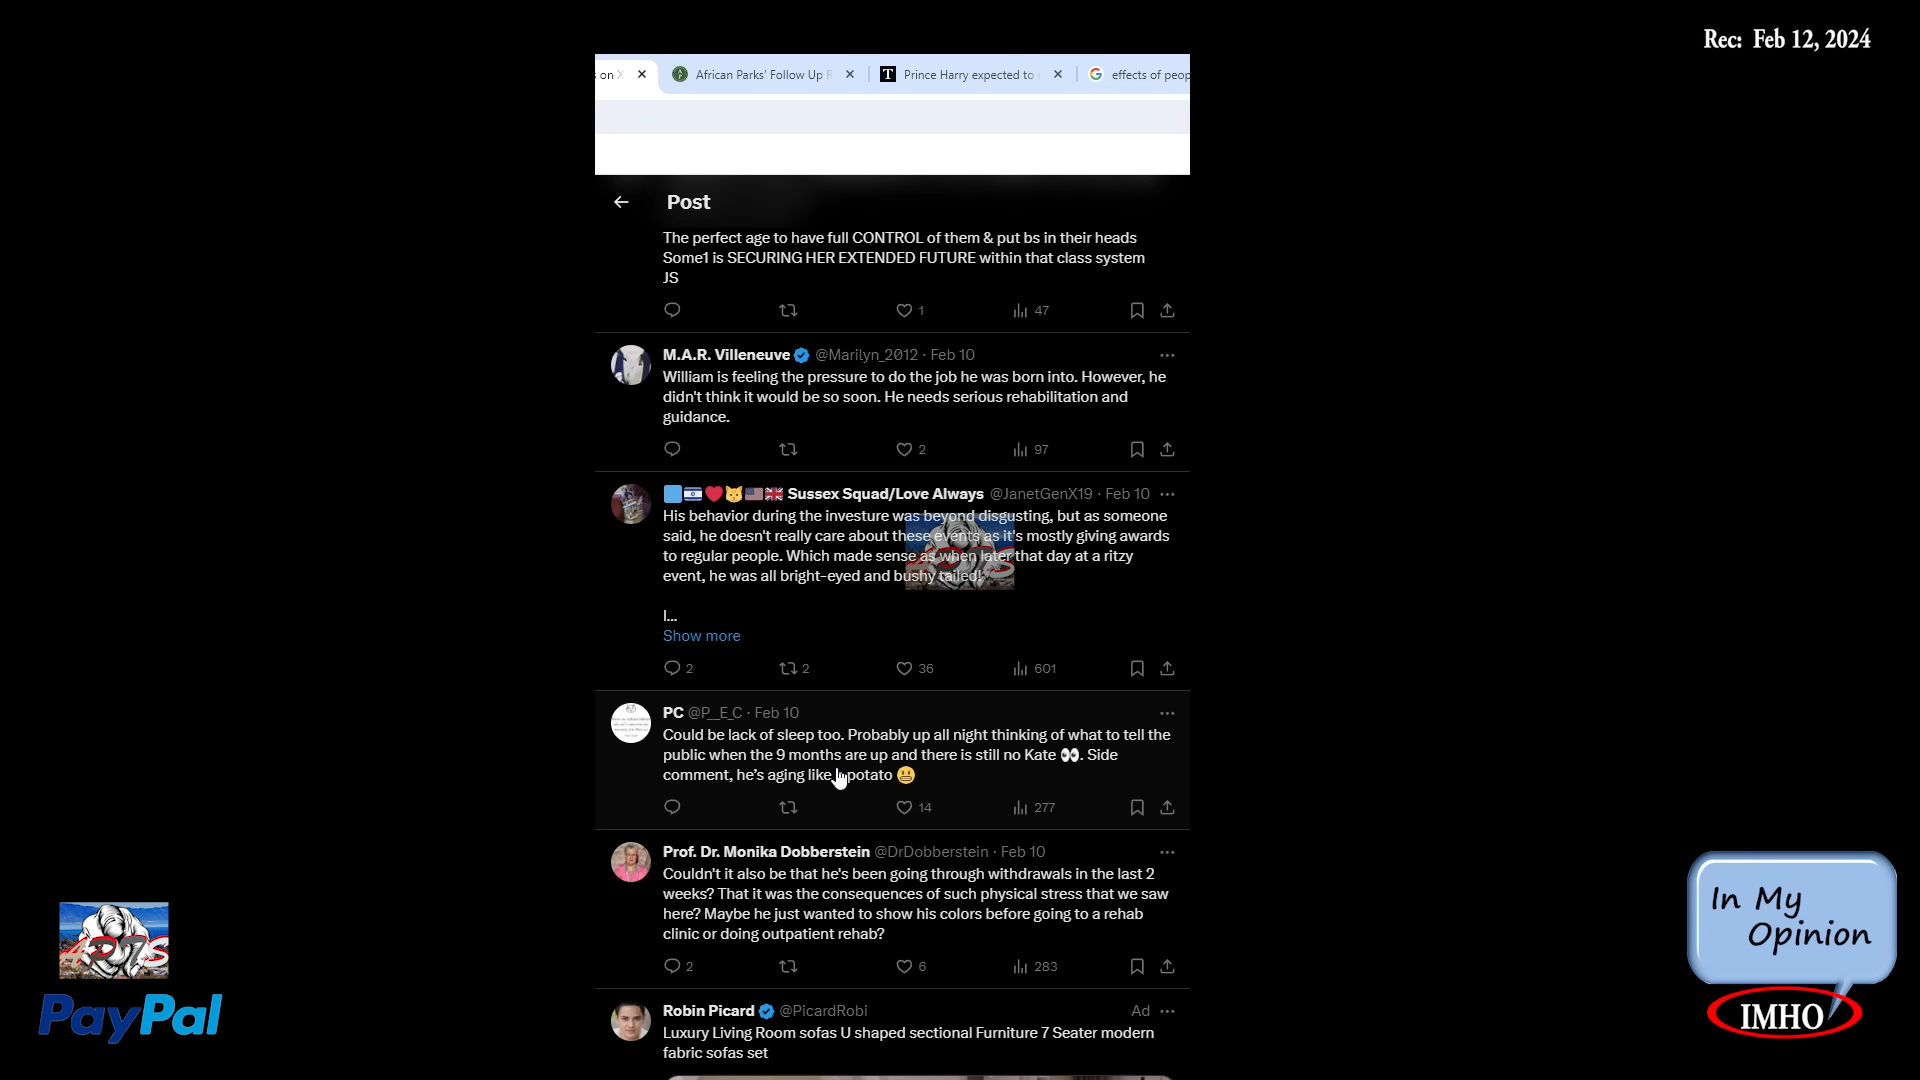 Rec: Feb 12, 2024
on X
African Parks' Follow Up
Prince Harry expected to
effects of peop
Post
The perfect age to have full CONTROL of them & put bs in their heads
Some1 is SECURING HER EXTENDED FUTURE within that class system
JS
1
47
M.A.R. Villeneuve @Marilyn_2012 · Feb 10
William is feeling the pressure to do the job he was born into. However, he
didn't think it would be so soon. He needs serious rehabilitation and
guidance.
2
97
Sussex Squad/Love Always @JanetGenX19 · Feb 10
His behavior during the investure was beyond disgusting, but as someone
said, he doesn't really care about these events as it's mostly giving awards
to regular people. Which made sense as when later that day at a ritzy
event, he was all bright-eyed and bushy tailed!
I...
Show more
2
2
36
601
PC @P__E_C · Feb 10
Could be lack of sleep too. Probably up all night thinking of what to tell the
public when the 9 months are up and there is still no Kate 👀. Side
comment, he's aging like potato 😬
14
277
Prof. Dr. Monika Dobberstein @DrDobberstein · Feb 10
Couldn't it also be that he's been going through withdrawals in the last 2
weeks? That it was the consequences of such physical stress that we saw
here? Maybe he just wanted to show his colors before going to a rehab
clinic or doing outpatient rehab?
2
6
283
Robin Picard @PicardRobi
Ad
Luxury Living Room sofas U shaped sectional Furniture 7 Seater modern
fabric sofas set
PayPal
In My
Opinion
IMHO